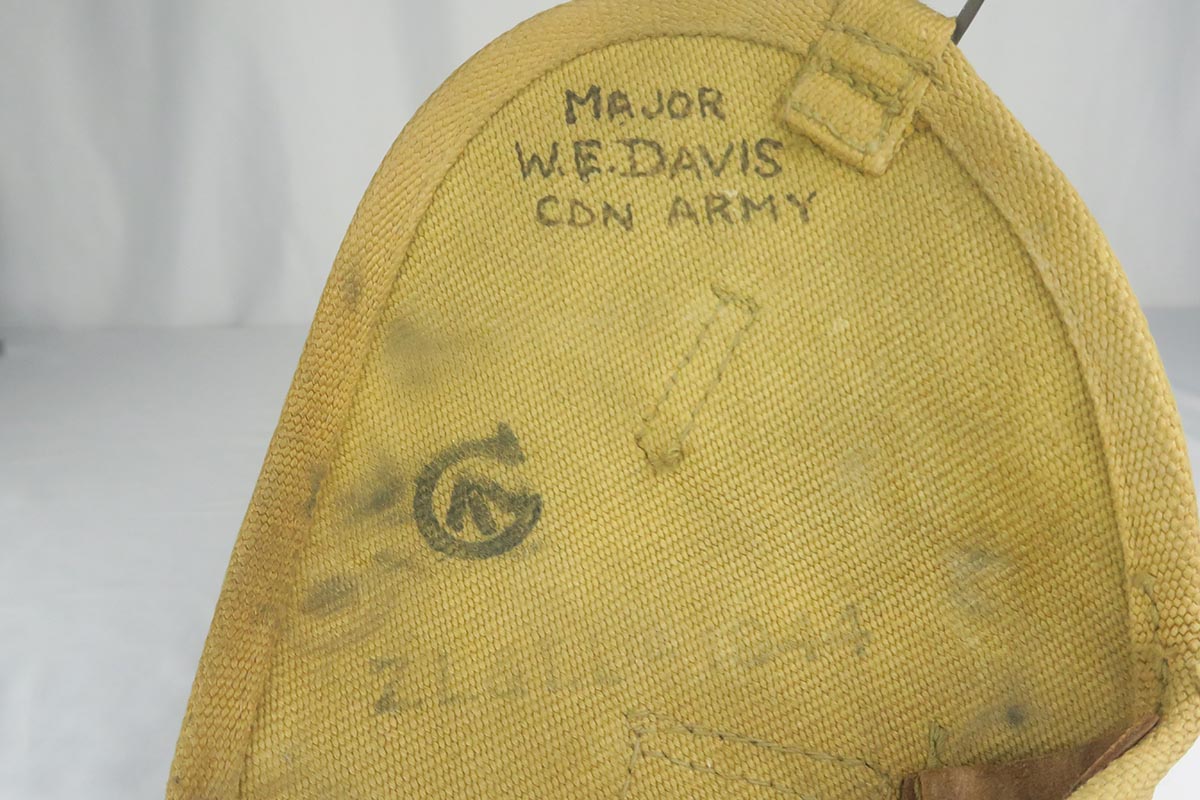 MAJOR
W.E. DAVIS
CDN ARMY
C